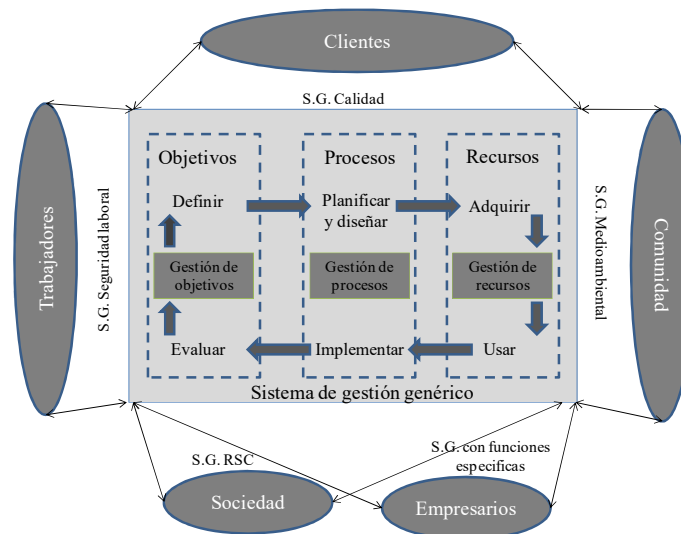 Clientes
S.G. Calidad
Trabajadores
S.G. Seguridad laboral
Objetivos
Procesos
Recursos
Definir
Planificar
y diseñar
Adquirir
Gestión de
objetivos
Gestión de
procesos
Gestión de
recursos
Evaluar
Implementar
Usar
Sistema de gestión genérico
S.G. Medioambiental
Comunidad
S.G. RSC
S.G. con funciones
especificas
Sociedad
Empresarios